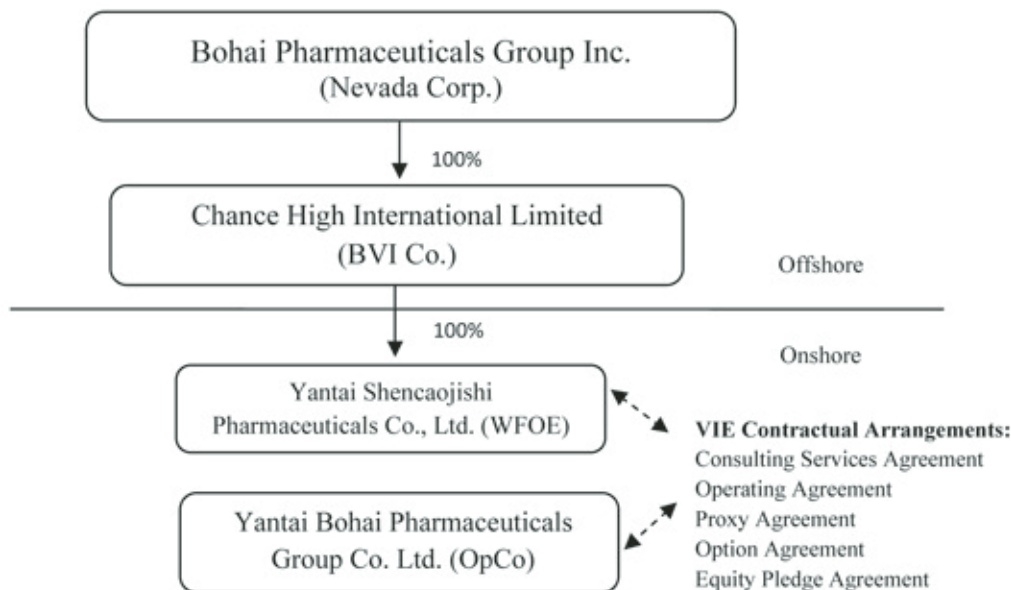 Bohai Pharmaceuticals Group Inc.
(Nevada Corp.)
100%
Chance High International Limited
(BVI Co.)
Offshore
100%
Onshore
Yantai Shencaojishi
Pharmaceuticals Co., Ltd. (WFOE)
VIE Contractual Arrangements:
Consulting Services Agreement
Operating Agreement
Proxy Agreement
Option Agreement
Equity Pledge Agreement
Yantai Bohai Pharmaceuticals
Group Co. Ltd. (OpCo)